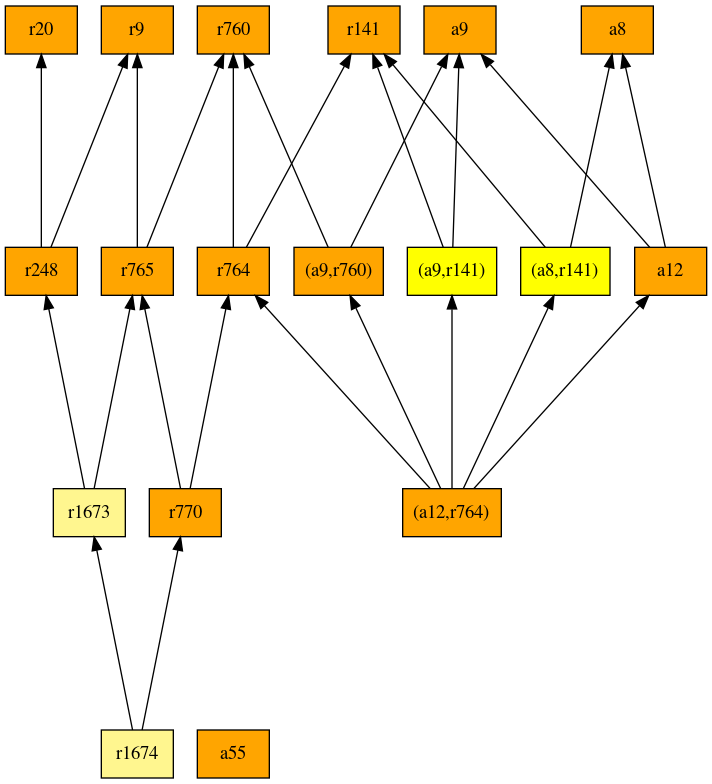 r20
r9
r760
r141
a9
a8
r248
r765
r764
(a9,r760)
(a9,r141)
(a8,r141)
a12
r1673
r770
(a12,r764)
r1674
a55